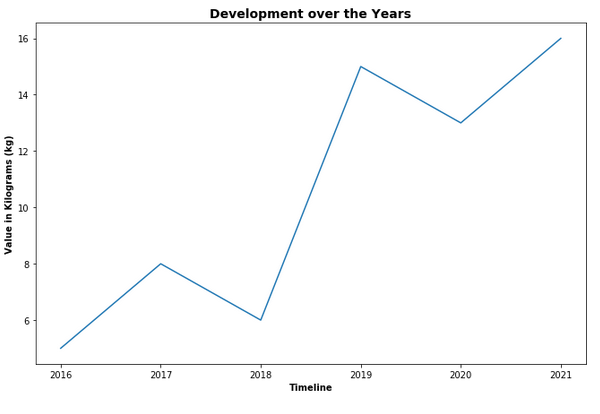 Development over the Years
Value in Kilograms (kg)
16
14
12
10
8
6
2016 2017 2018 2019 2020 2021
Timeline